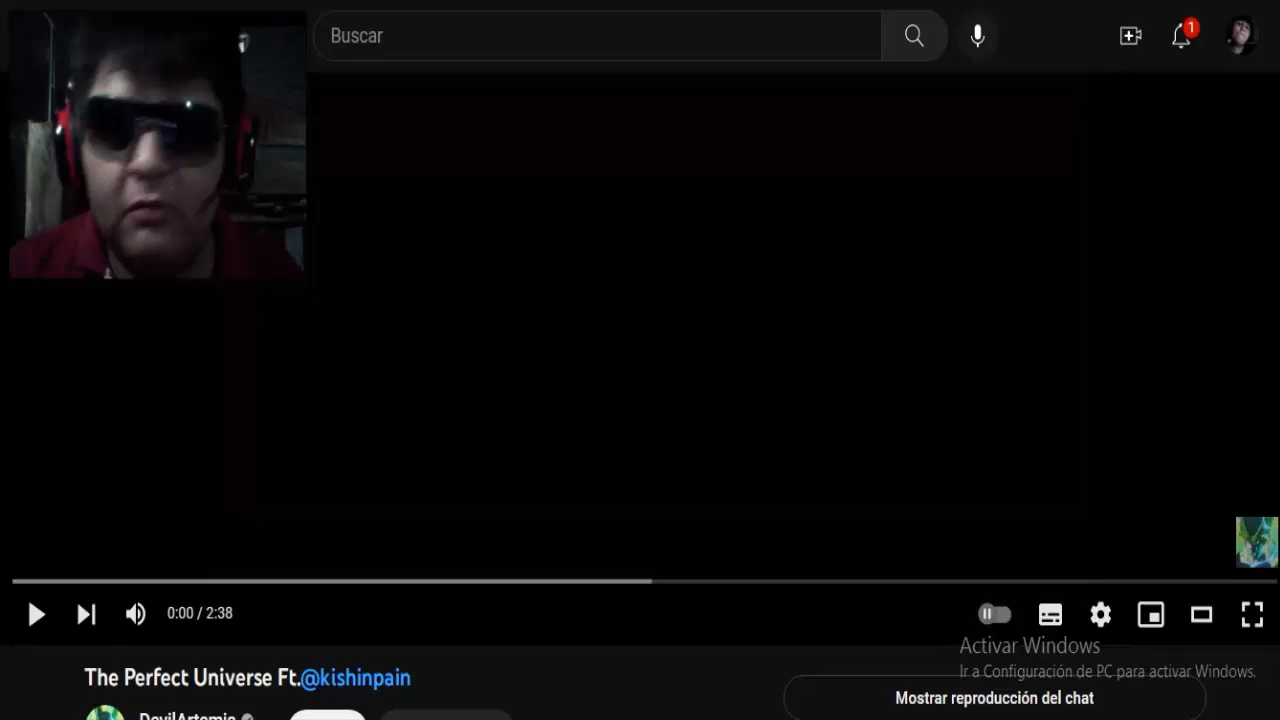 Buscar
1
0:00 / 2:38
Activar Windows
Ir a Configuración de PC para activar Windows.
The Perfect Universe Ft.@kishinpain
Mostrar reproducción del chat
DevilArtemis